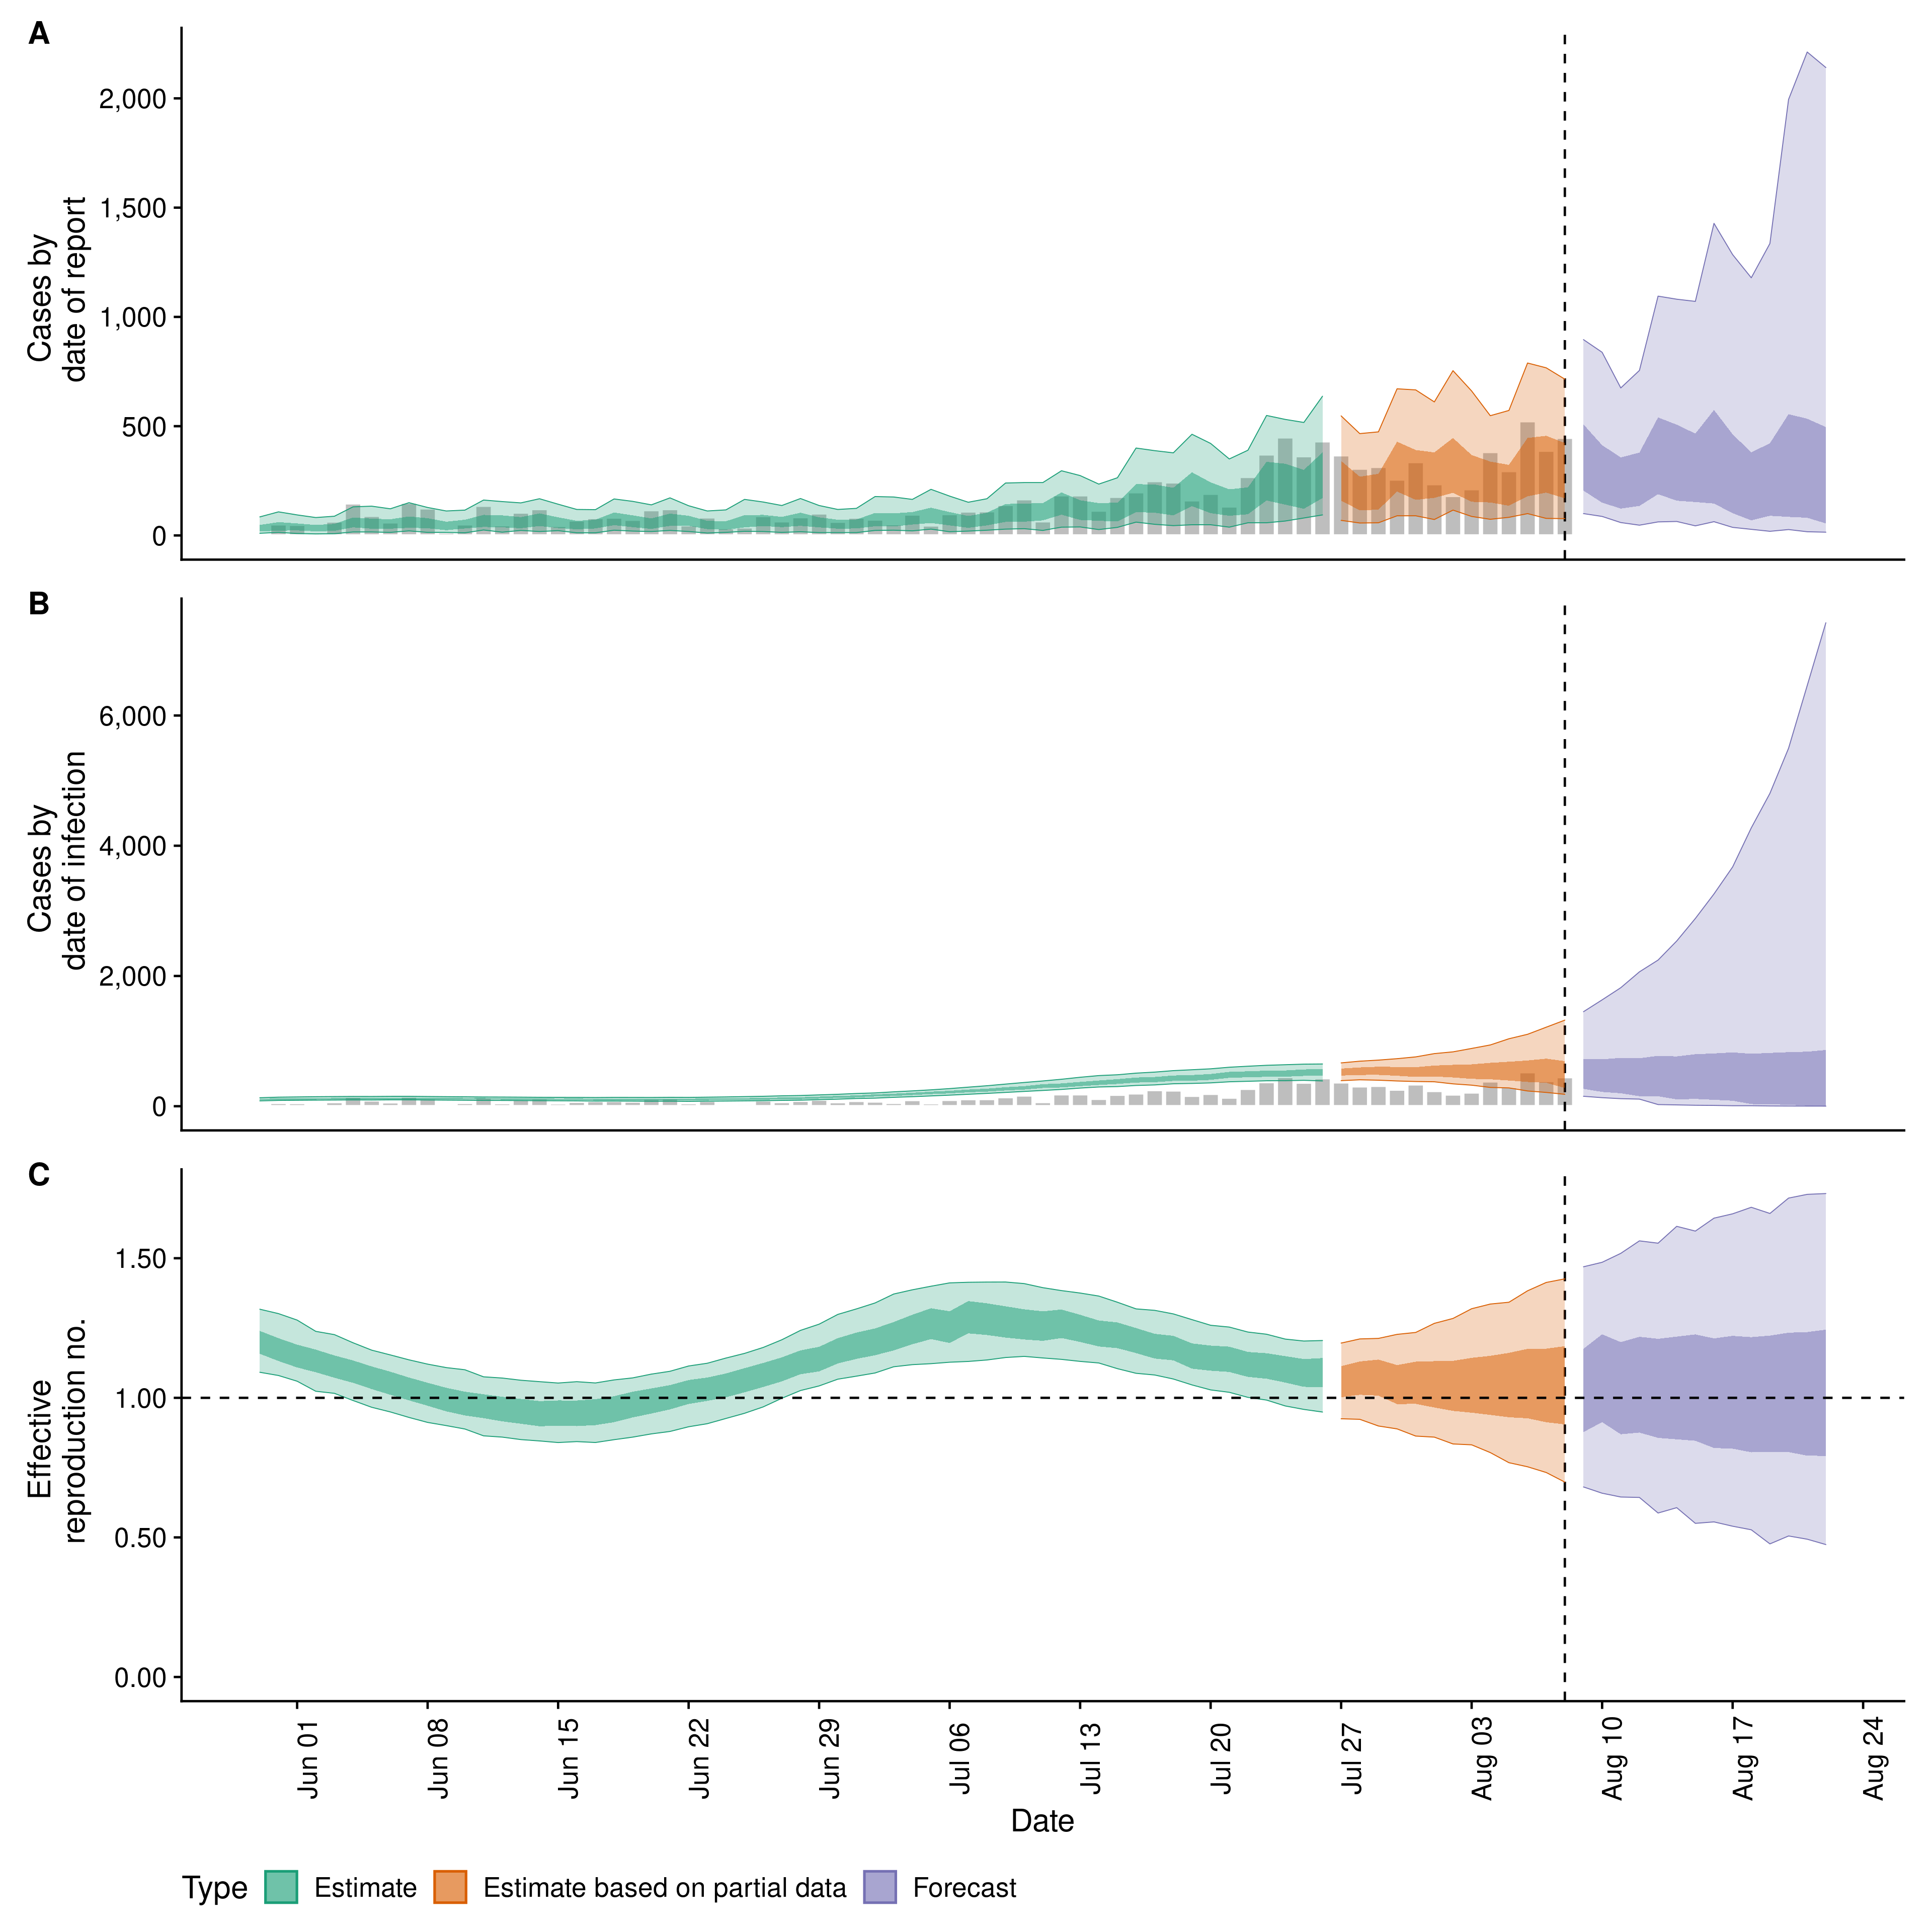 A
Cases by
date of report
2,000
1,500
1,000
500
0
B
Cases by
date of infection
6,000
4,000
2,000
0
C
Effective
reproduction no.
1.50
1.00
0.50
0.00
Jun 01
Jun 08
Jun 15
Jun 22
Jun 29
Jul 06
Jul 13
Jul 20
Jul 27
Aug 03
Aug 10
Aug 17
Aug 24
Date
Type Estimate Estimate based on partial data Forecast